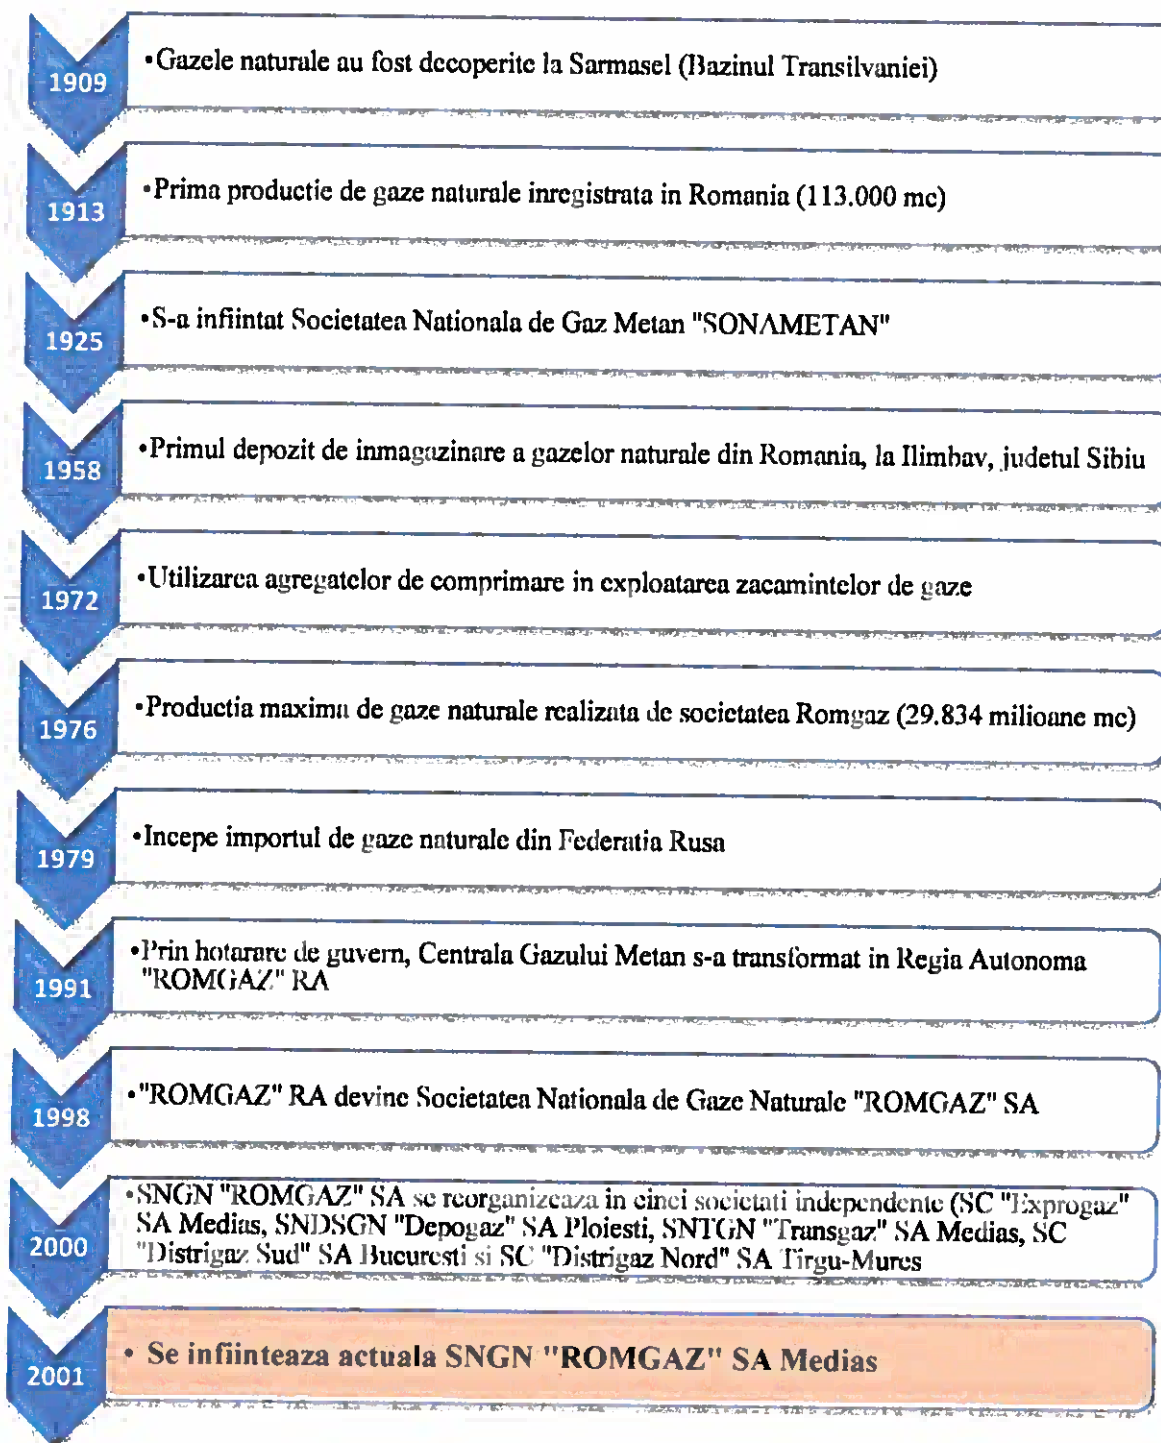 1909
•Gazele naturale au fost descoperite la Sarmasel (Bazinul Transilvaniei)
1913
•Prima productie de gaze naturale inregistrata in Romania (113.000 mc)
1925
•S-a infiintat Societatea Nationala de Gaz Metan "SONAMETAN"
1958
•Primul depozit de inmagazinare a gazelor naturale din Romania, la Ilimbav, judetul Sibiu
1972
•Utilizarea agregatelor de comprimare in exploatarea zacamintelor de gaze
1976
•Productia maxima de gaze naturale realizata de societatea Romgaz (29.834 milioane mc)
1979
•Incepe importul de gaze naturale din Federatia Rusa
1991
•Prin hotarare de guvern, Centrala Gazului Metan s-a transformat in Regia Autonoma
"ROMGAZ" RA
1998
•"ROMGAZ" RA devine Societatea Nationala de Gaze Naturale "ROMGAZ" SA
2000
•SNGN "ROMGAZ" SA se reorganizeaza in cinci societati independente (SC "Exprogaz"
SA Medias, SNDSGN "Depogaz" SA Ploiesti, SNTGN "Transgaz" SA Medias, SC
"Distrigaz Sud" SA Bucuresti si SC "Distrigaz Nord" SA Tirgu-Mures
2001
• Se infiinteaza actuala SNGN "ROMGAZ" SA Medias